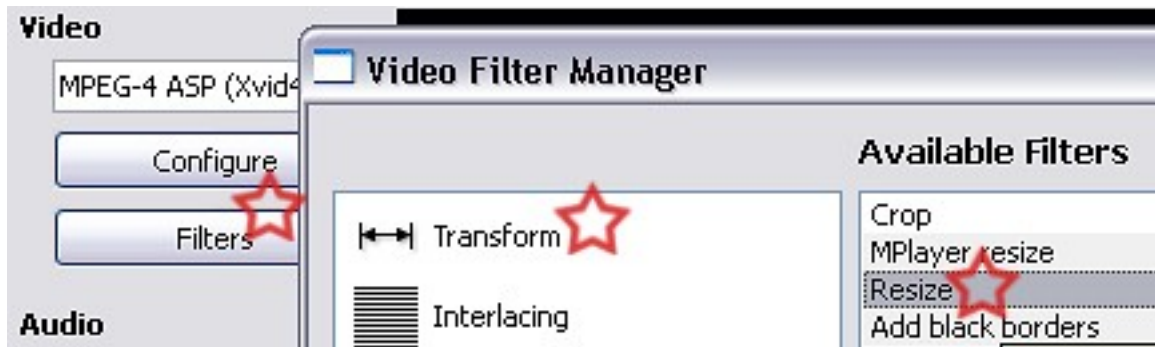 Video
MPEG-4 ASP (Xvid4
Configure
Filters
Audio
Video Filter Manager
Transform
Interlacing
Available Filters
Crop
MPlayer resize
Resize
Add black borders